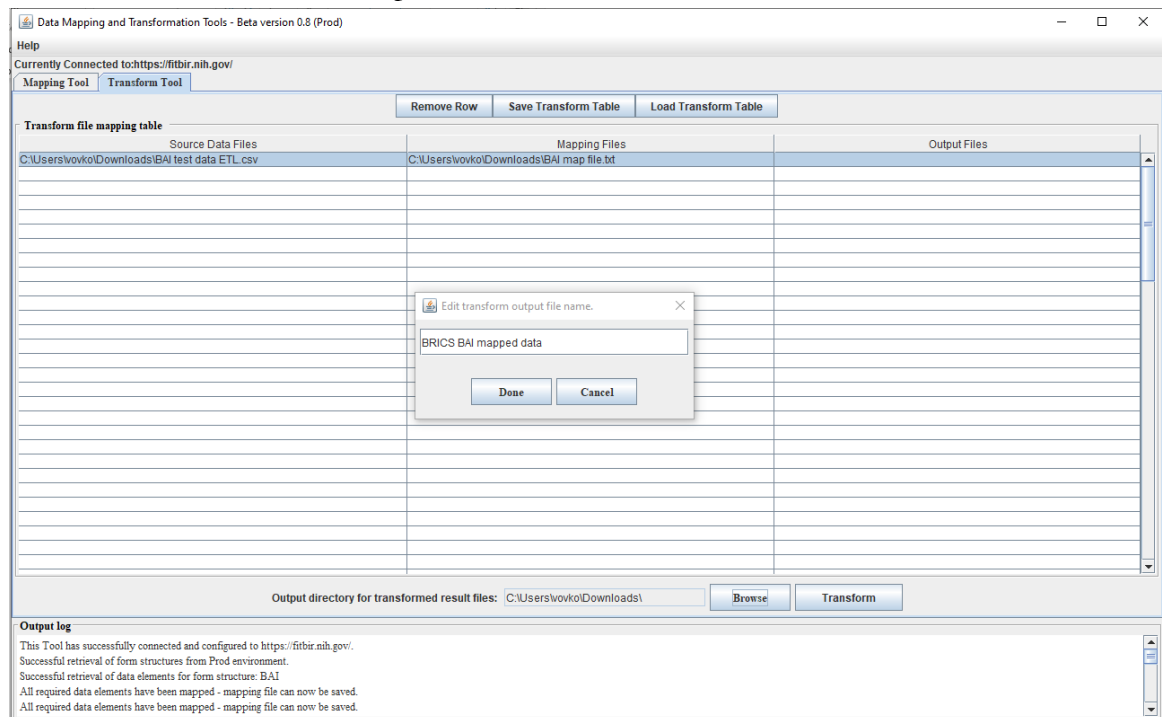 Data Mapping and Transformation Tools - Beta version 0.8 (Prod)
Help
Currently Connected to:https://fitbir.nih.gov/
Mapping Tool Transform Tool
Remove Row Save Transform Table Load Transform Table
Transform file mapping table
Source Data Files Mapping Files Output Files
C:\Users\vovko\Downloads\BAI test data ETL.csv C:\Users\vovko\Downloads\BAI map file.txt
Edit transform output file name.
BRICS BAI mapped data
Done Cancel
Output directory for transformed result files: C:\Users\vovko\Downloads\ Browse Transform
Output log
This Tool has successfully connected and configured to https://fitbir.nih.gov/.
Successful retrieval of form structures from Prod environment.
Successful retrieval of data elements for form structure: BAI
All required data elements have been mapped - mapping file can now be saved.
All required data elements have been mapped - mapping file can now be saved.